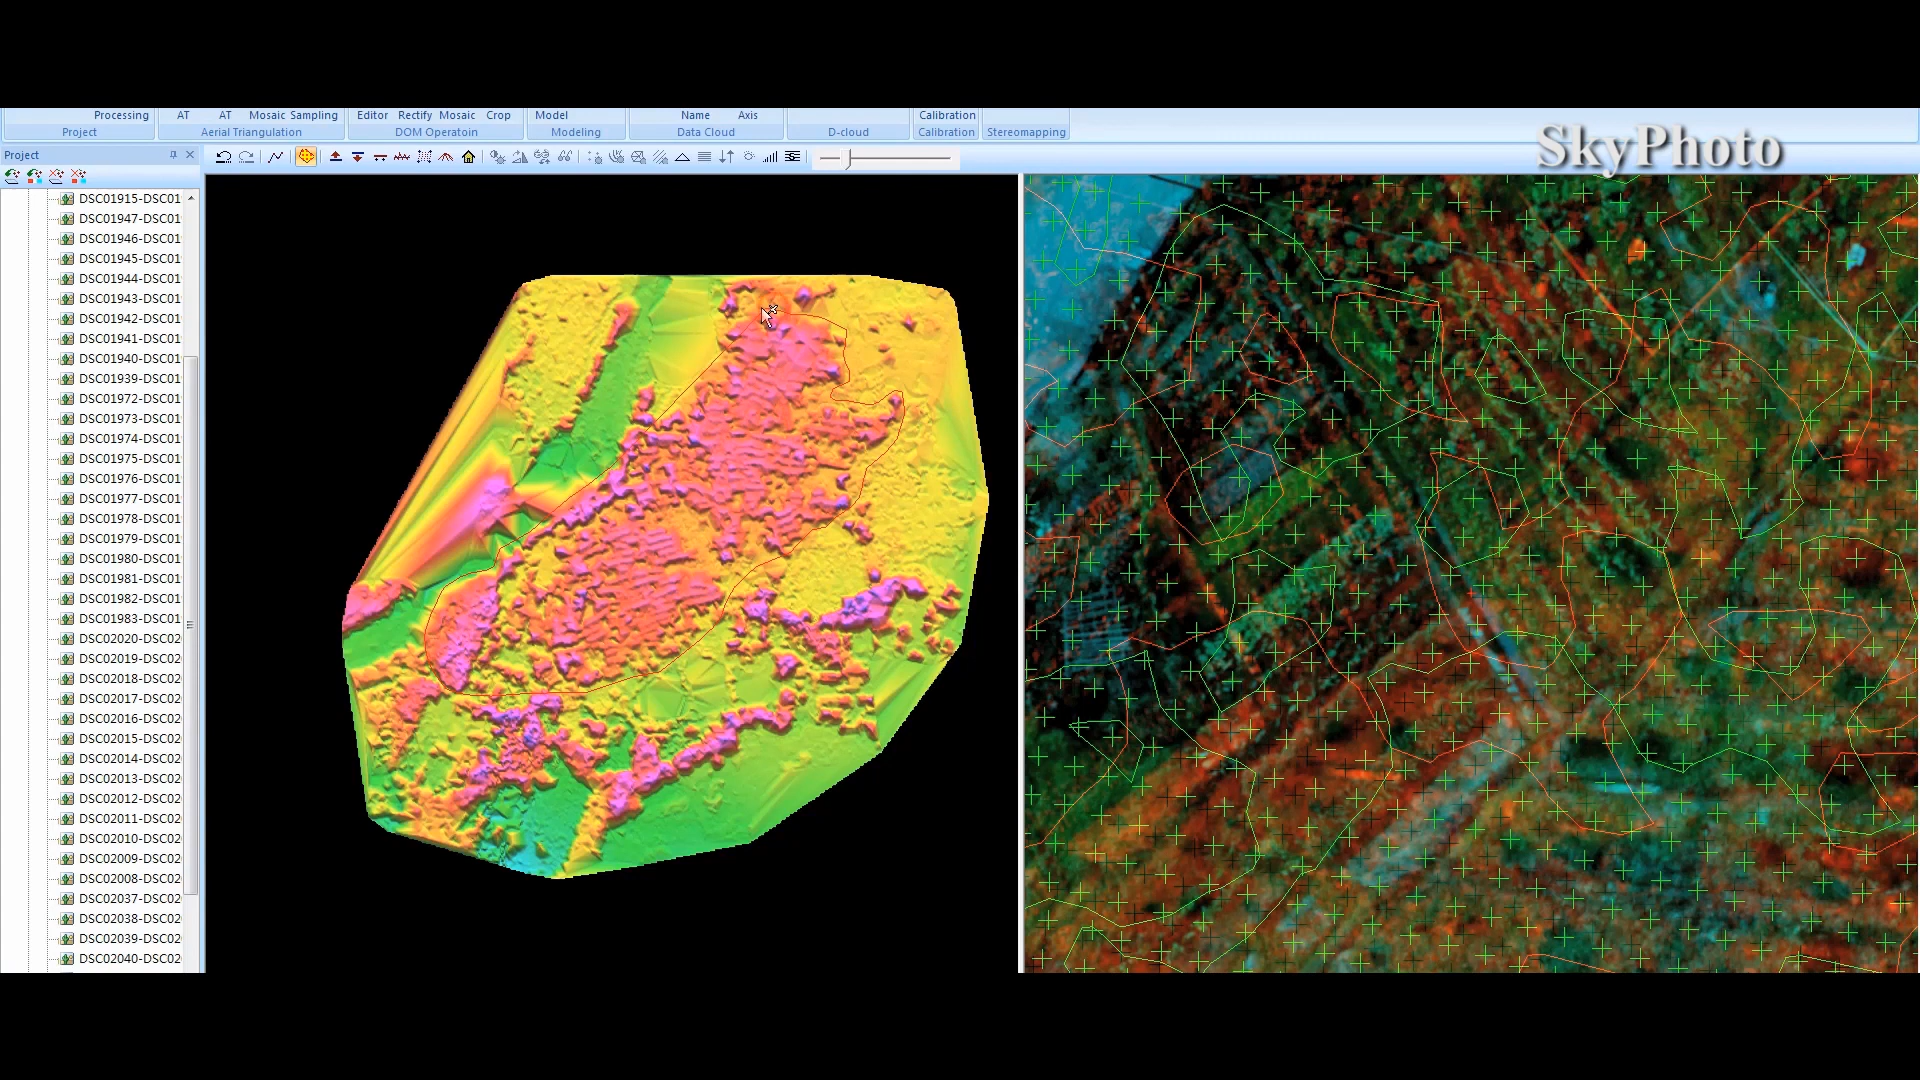 Processing AT AT Mosaic Sampling Editor Rectify Mosaic Crop Model Name Axis Calibration
Project Aerial Triangulation DOM Operatoin Modeling Data Cloud D-cloud Calibration Stereomapping
SkyPhoto
Project
DSC01915-DSC01
DSC01947-DSC01
DSC01946-DSC01
DSC01945-DSC01
DSC01944-DSC01
DSC01943-DSC01
DSC01942-DSC01
DSC01941-DSC01
DSC01940-DSC01
DSC01939-DSC01
DSC01972-DSC01
DSC01973-DSC01
DSC01974-DSC01
DSC01975-DSC01
DSC01976-DSC01
DSC01977-DSC01
DSC01978-DSC01
DSC01979-DSC01
DSC01980-DSC01
DSC01981-DSC01
DSC01982-DSC01
DSC01983-DSC01
DSC02020-DSC02
DSC02019-DSC02
DSC02018-DSC02
DSC02017-DSC02
DSC02016-DSC02
DSC02015-DSC02
DSC02014-DSC02
DSC02013-DSC02
DSC02012-DSC02
DSC02011-DSC02
DSC02010-DSC02
DSC02009-DSC02
DSC02008-DSC02
DSC02037-DSC02
DSC02038-DSC02
DSC02039-DSC02
DSC02040-DSC02